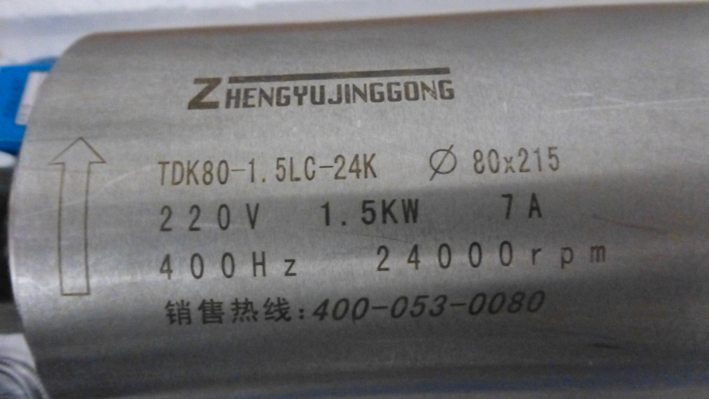 ZHENGYUJINGGONG
TDK80-1.5LC-24K Ø 80x215
220V 1.5KW 7A
400Hz 24000rpm
销售热线:400-053-0080